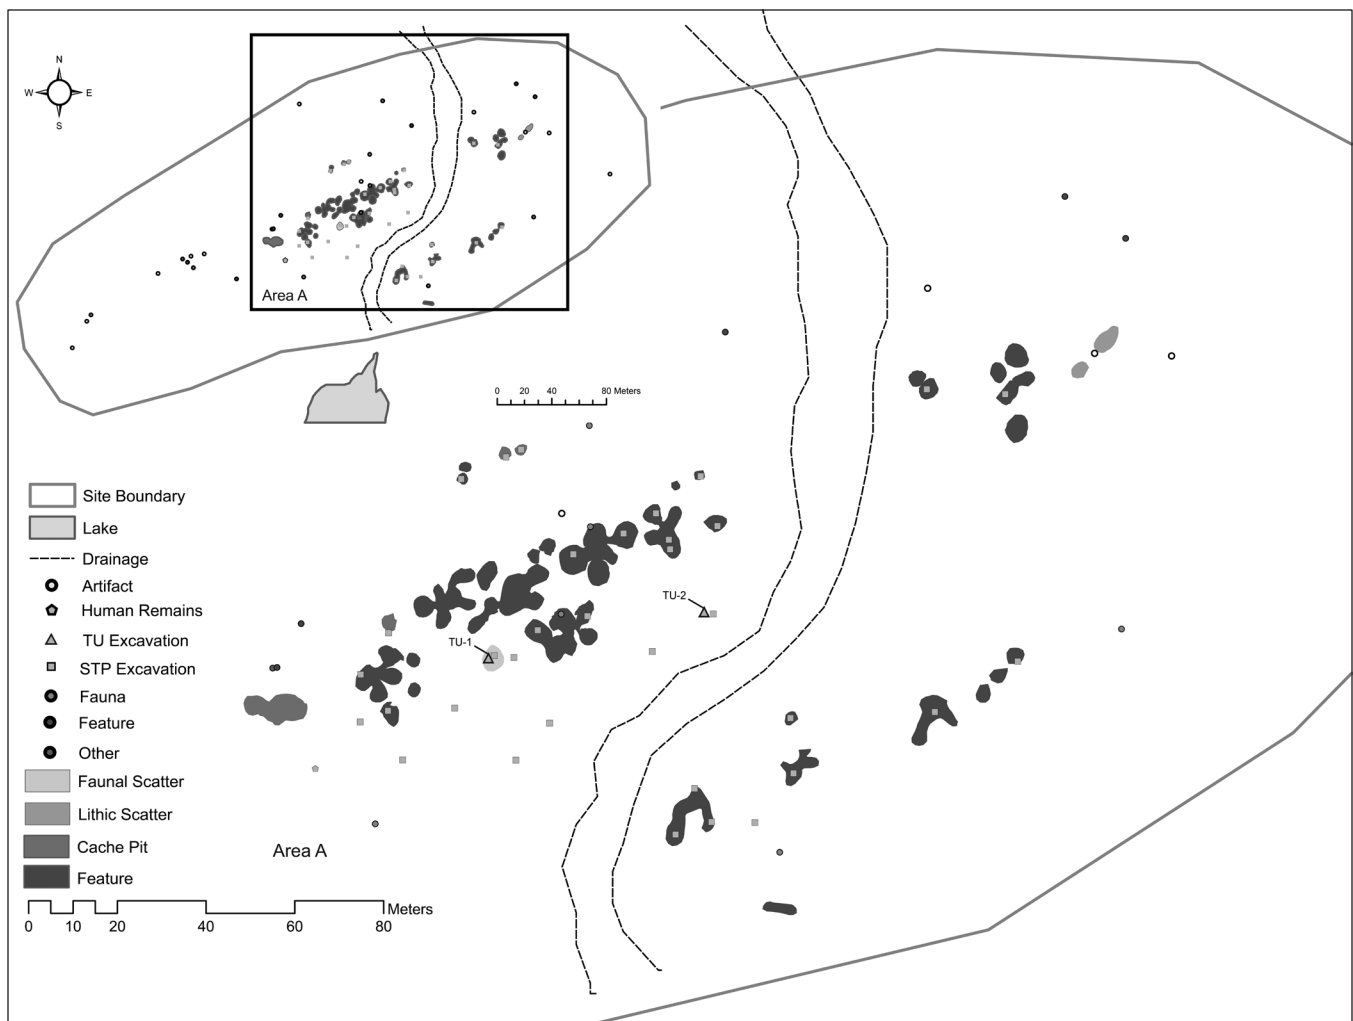 N
W E
S
Area A
0 20 40 80 Meters
Site Boundary
Lake
Drainage
Artifact
Human Remains
TU Excavation
STP Excavation
Fauna
Feature
Other
Faunal Scatter
Lithic Scatter
Cache Pit
Feature
TU-2
TU-1
Area A
Meters
0 10 20 40 60 80